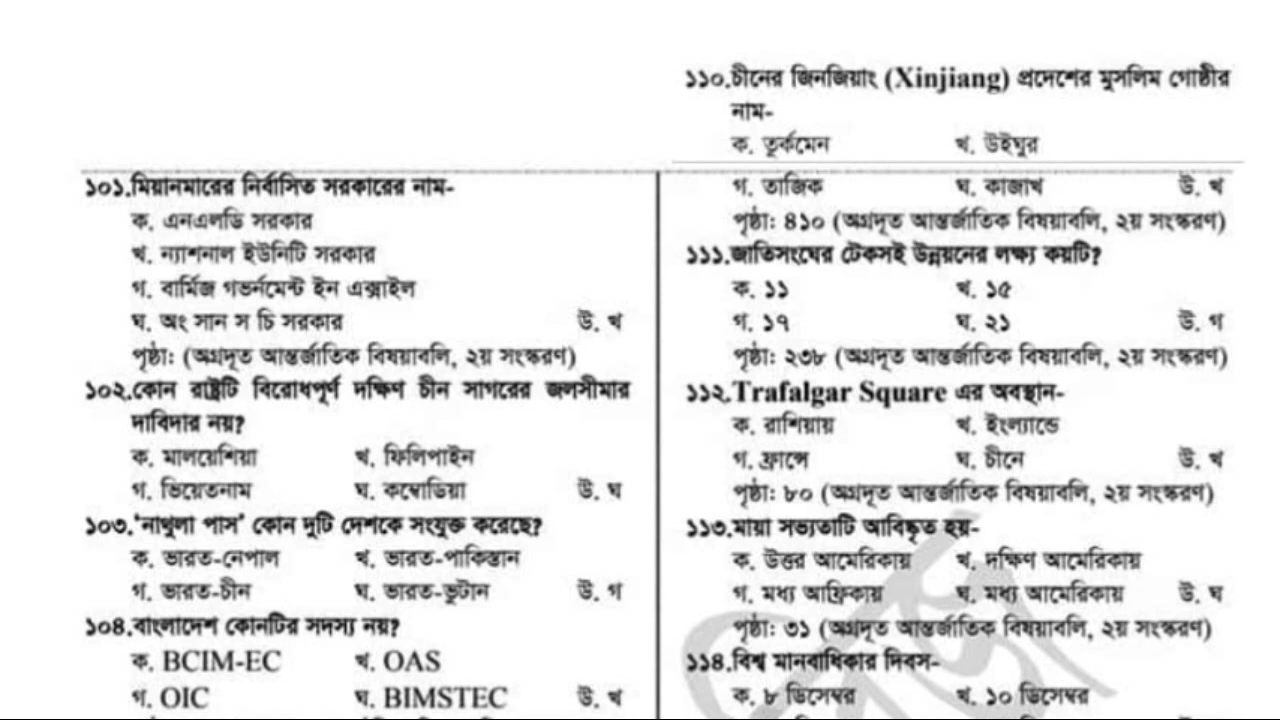 ১০১.মিয়ানমারের নির্বাসিত সরকারের নাম-
ক. এনএলডি সরকার
খ. ন্যাশনাল ইউনিটি সরকার
গ. বার্মিজ গভর্নমেন্ট ইন এক্সাইল
ঘ. অং সান স চি সরকার উ. খ
পৃষ্ঠা: (অগ্রদূত আন্তর্জাতিক বিষয়াবলি, ২য় সংস্করণ)
১০২.কোন রাষ্ট্রটি বিরোধপূর্ণ দক্ষিণ চীন সাগরের জলসীমার
দাবিদার নয়?
ক. মালয়েশিয়া খ. ফিলিপাইন
গ. ভিয়েতনাম ঘ. কম্বোডিয়া উ. ঘ
১০৩.'নাথুলা পাস' কোন দুটি দেশকে সংযুক্ত করেছে?
ক. ভারত-নেপাল খ. ভারত-পাকিস্তান
গ. ভারত-চীন ঘ. ভারত-ভুটান উ. গ
১০৪.বাংলাদেশ কোনটির সদস্য নয়?
ক. BCIM-EC খ. OAS
গ. OIC ঘ. BIMSTEC উ. খ
১১০.চীনের জিনজিয়াং (Xinjiang) প্রদেশের মুসলিম গোষ্ঠীর
নাম-
ক. তুর্কমেন খ. উইঘুর
গ. তাজিক ঘ. কাজাখ উ. খ
পৃষ্ঠা: ৪১০ (অগ্রদূত আন্তর্জাতিক বিষয়াবলি, ২য় সংস্করণ)
১১১.জাতিসংঘের টেকসই উন্নয়নের লক্ষ্য কয়টি?
ক. ১১ খ. ১৫
গ. ১৭ ঘ. ২১ উ. গ
পৃষ্ঠা: ২৩৮ (অগ্রদূত আন্তর্জাতিক বিষয়াবলি, ২য় সংস্করণ)
১১২.Trafalgar Square এর অবস্থান-
ক. রাশিয়ায় খ. ইংল্যান্ডে
গ. ফ্রান্সে ঘ. চীনে উ. খ
পৃষ্ঠা: ৮০ (অগ্রদূত আন্তর্জাতিক বিষয়াবলি, ২য় সংস্করণ)
১১৩.মায়া সভ্যতাটি আবিষ্কৃত হয়-
ক. উত্তর আমেরিকায় খ. দক্ষিণ আমেরিকায়
গ. মধ্য আফ্রিকায় ঘ. মধ্য আমেরিকায় উ. ঘ
পৃষ্ঠা: ৩১ (অগ্রদূত আন্তর্জাতিক বিষয়াবলি, ২য় সংস্করণ)
১১৪.বিশ্ব মানবাধিকার দিবস-
ক. ৮ ডিসেম্বর খ. ১০ ডিসেম্বর